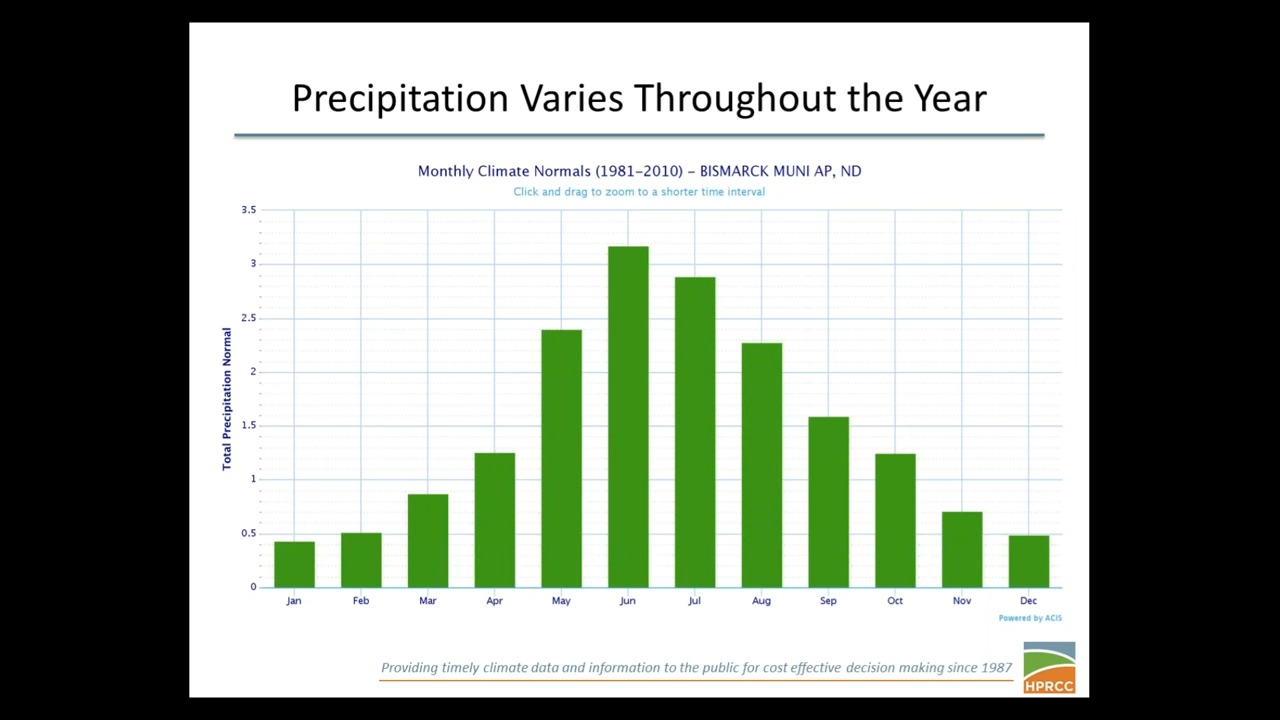 Precipitation Varies Throughout the Year
Monthly Climate Normals (1981–2010) – BISMARCK MUNI AP, ND
Click and drag to zoom to a shorter time interval
Total Precipitation Normal
3.5
3
2.5
2
1.5
1
0.5
0
Jan Feb Mar Apr May Jun Jul Aug Sep Oct Nov Dec
Powered by ACIS
Providing timely climate data and information to the public for cost effective decision making since 1987
HPRCC